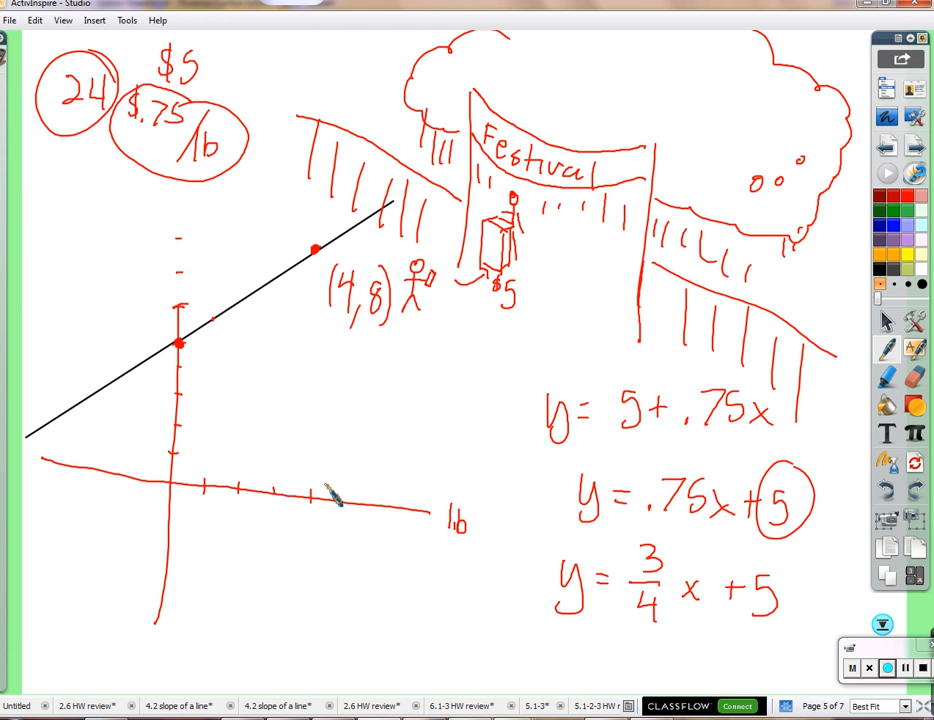 ActivInspire - Studio
File Edit View Insert Tools Help
24
$5
$.75/lb
Festival
$5
(4,8)
lb
y = 5 + .75x
y = .75x + 5
y = 3/4 x + 5
M
Untitled 2.6 HW review* 4.2 slope of a line* 4.2 slope of a line* 2.6 HW review* 6.1-3 HW review* 5.1-3* 5.1-2-3 HW r
CLASSFLOW Connect
Page 5 of 7
Best Fit